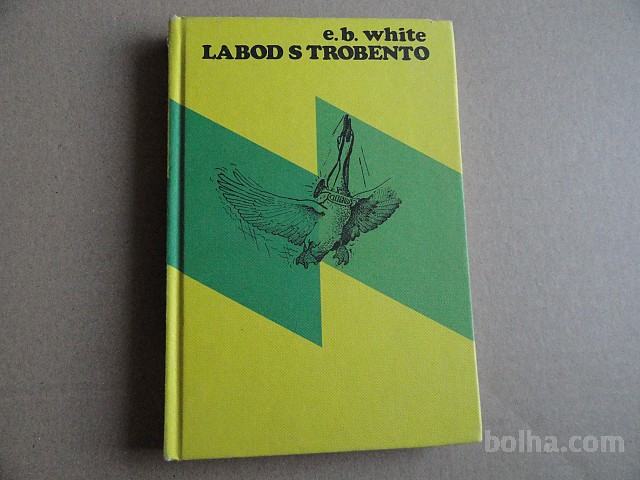 e.b. white
LABOD S TROBENTO
bolha.com